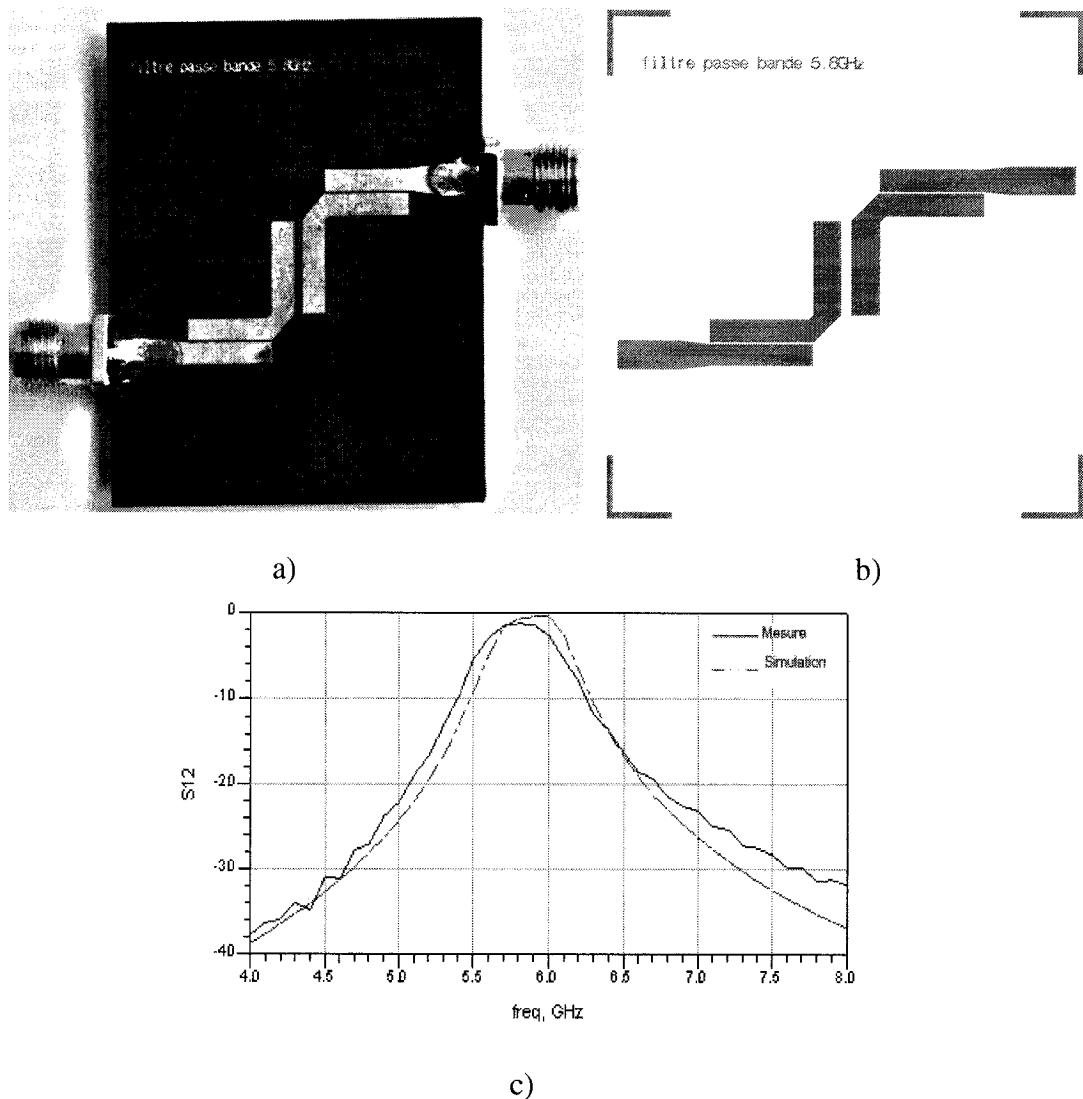 filtre passe bande 5.8GHz
filtre passe bande 5.8GHz
a)
b)
0
-10
-20
-30
-40
S12
Mesure
Simulation
4.0 4.5 5.0 5.5 6.0 6.5 7.0 7.5 8.0
freq, GHz
c)